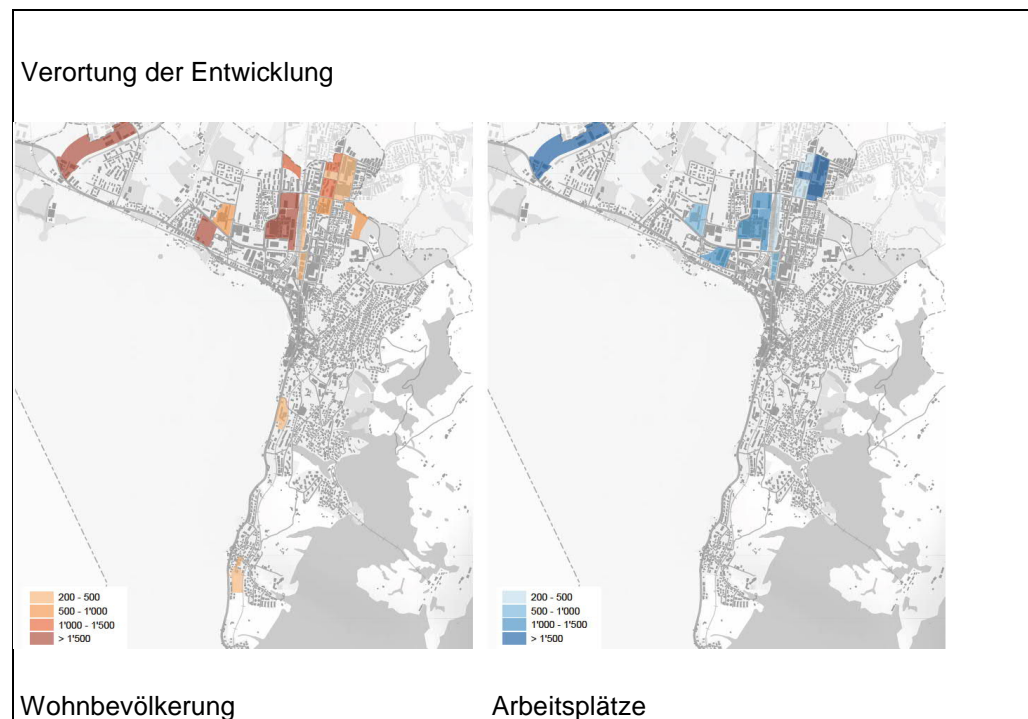 Verortung der Entwicklung
200 - 500
500 - 1'000
1'000 - 1'500
> 1'500
200 - 500
500 - 1'000
1'000 - 1'500
> 1'500
Wohnbevölkerung
Arbeitsplätze